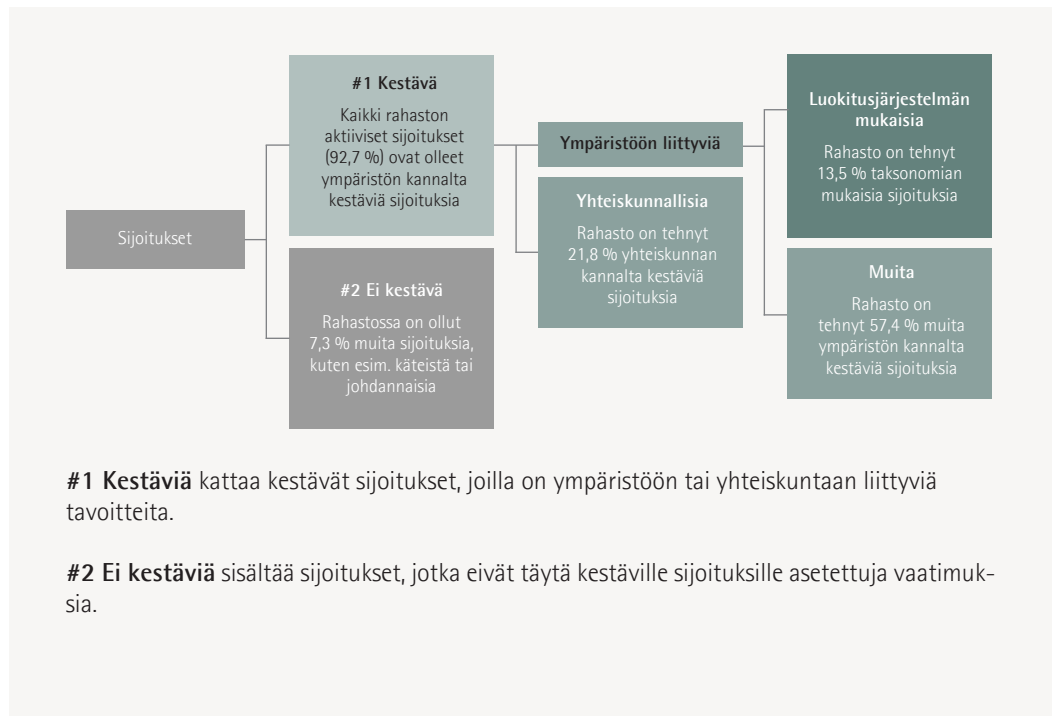 Sijoitukset
#1 Kestävä
Kaikki rahaston
aktiiviset sijoitukset
(92,7 %) ovat olleet
ympäristön kannalta
kestäviä sijoituksia
#2 Ei kestävä
Rahastossa on ollut
7,3 % muita sijoituksia,
kuten esim. käteistä tai
johdannaisia
Ympäristöön liittyviä
Yhteiskunnallisia
Rahasto on tehnyt
21,8 % yhteiskunnan
kannalta kestäviä
sijoituksia
Luokitusjärjestelmän
mukaisia
Rahasto on tehnyt
13,5 % taksonomian
mukaisia sijoituksia
Muita
Rahasto on
tehnyt 57,4 % muita
ympäristön kannalta
kestäviä sijoituksia
#1 Kestäviä kattaa kestävät sijoitukset, joilla on ympäristöön tai yhteiskuntaan liittyviä
tavoitteita.
#2 Ei kestäviä sisältää sijoitukset, jotka eivät täytä kestäville sijoituksille asetettuja vaatimuk-
sia.